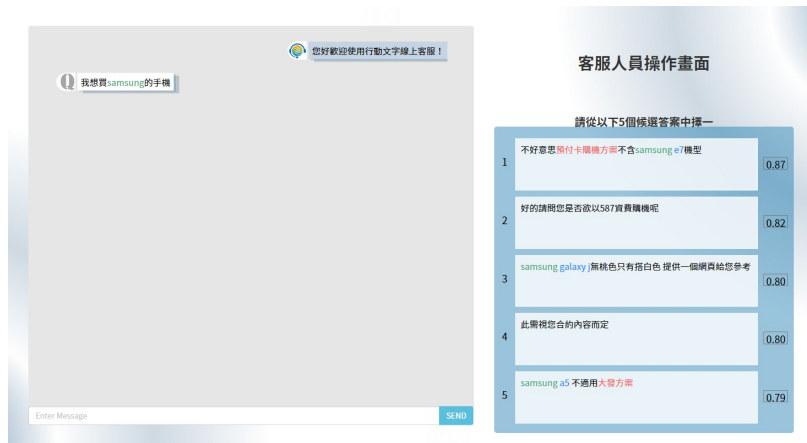 您好歡迎使用行動文字線上客服！
我想買samsung的手機
Enter Message
SEND
客服人員操作畫面
請從以下5個候選答案中擇一
1 不好意思預付卡購機方案不含samsung e7機型 0.87
2 好的請問您是否欲以587資費購機呢 0.82
3 samsung galaxy j無桃色只有搭白色 提供一個網頁給您參考 0.80
4 此需視您合約內容而定 0.80
5 samsung a5 不適用大發方案 0.79